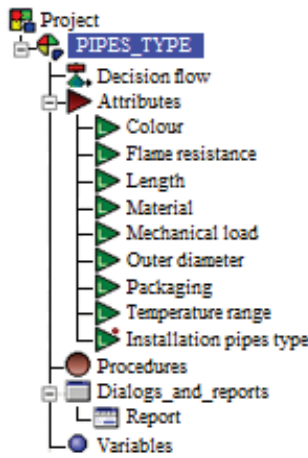 Project
PIPES_TYPE
Decision flow
Attributes
Colour
Flame resistance
Length
Material
Mechanical load
Outer diameter
Packaging
Temperature range
Installation pipes type
Procedures
Dialogs_and_reports
Report
Variables